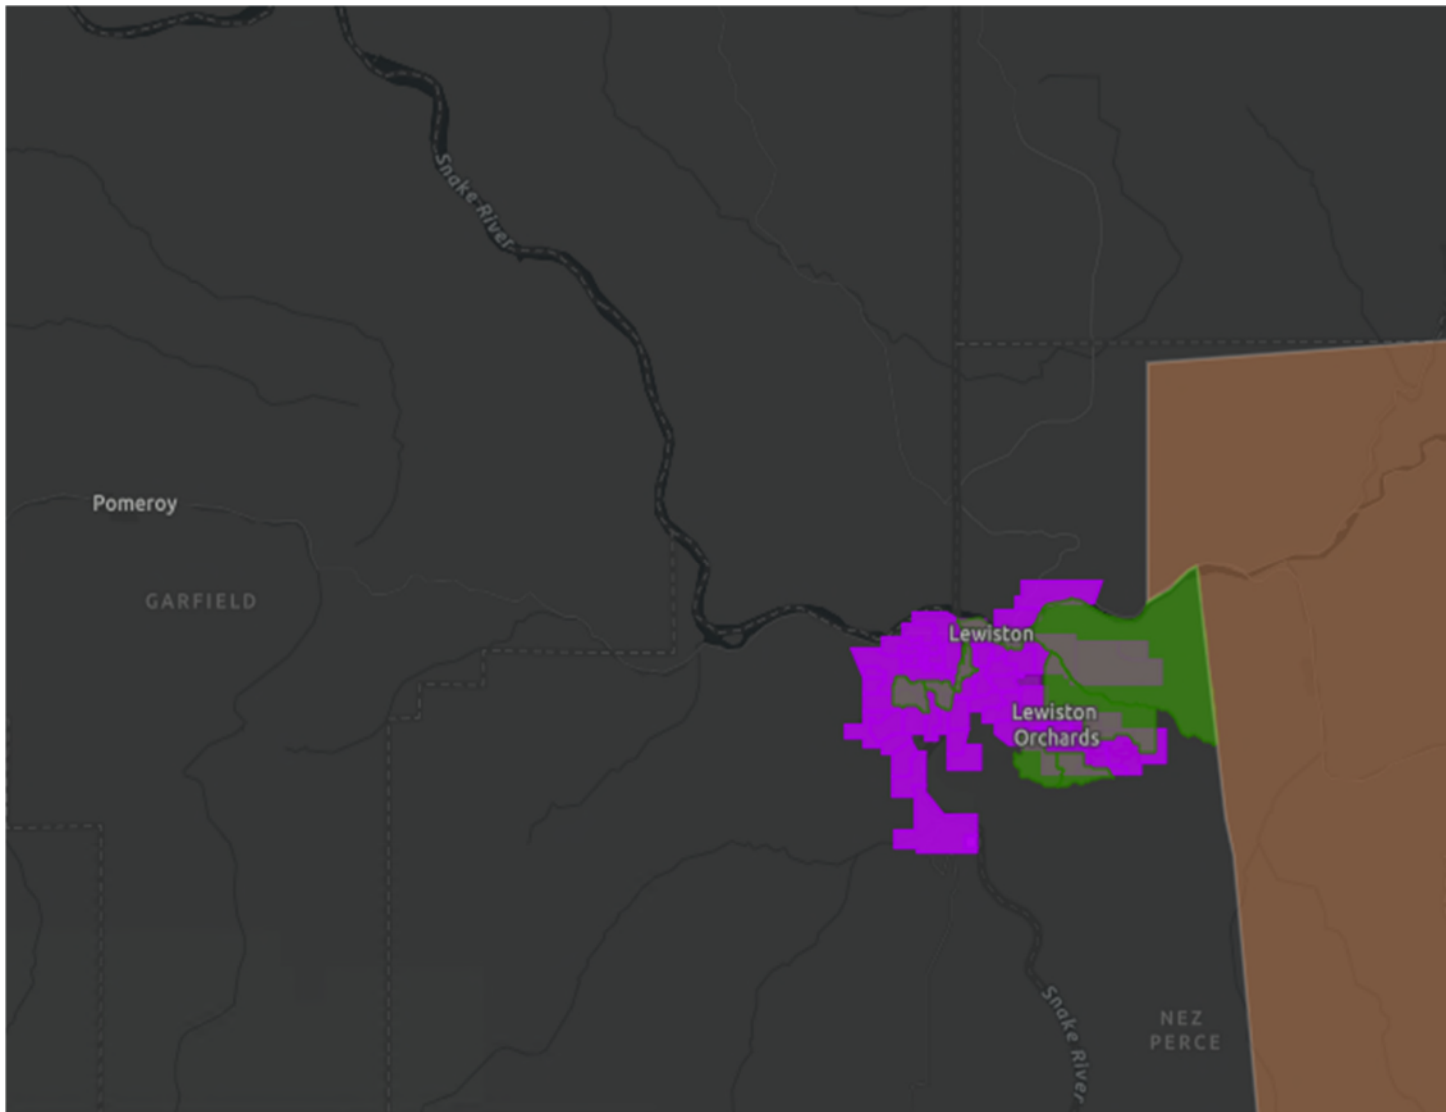 Snake River
Pomeroy
GARFIELD
Lewiston
Lewiston
Orchards
Snake River
NEZ
PERCE